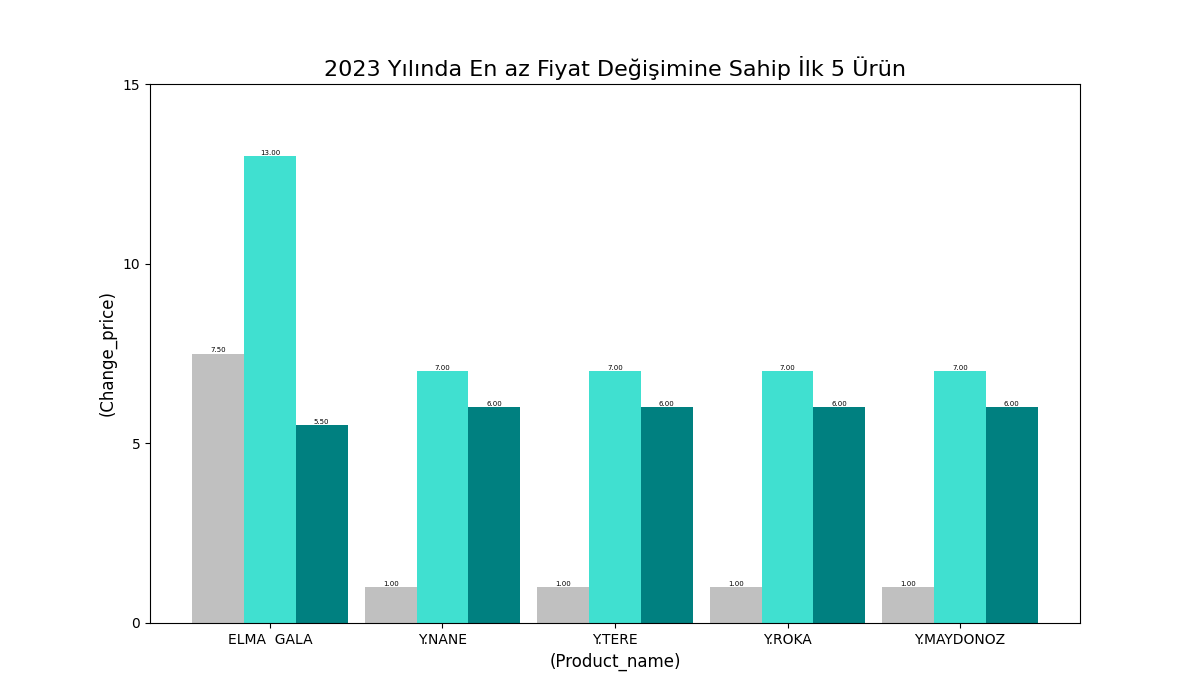 2023 Yılında En az Fiyat Değişimine Sahip İlk 5 Ürün
15
10
5
0
(Change_price)
7.50 13.00 5.50
1.00 7.00 6.00
1.00 7.00 6.00
1.00 7.00 6.00
1.00 7.00 6.00
ELMA  GALA Y.NANE Y.TERE Y.ROKA Y.MAYDONOZ
(Product_name)